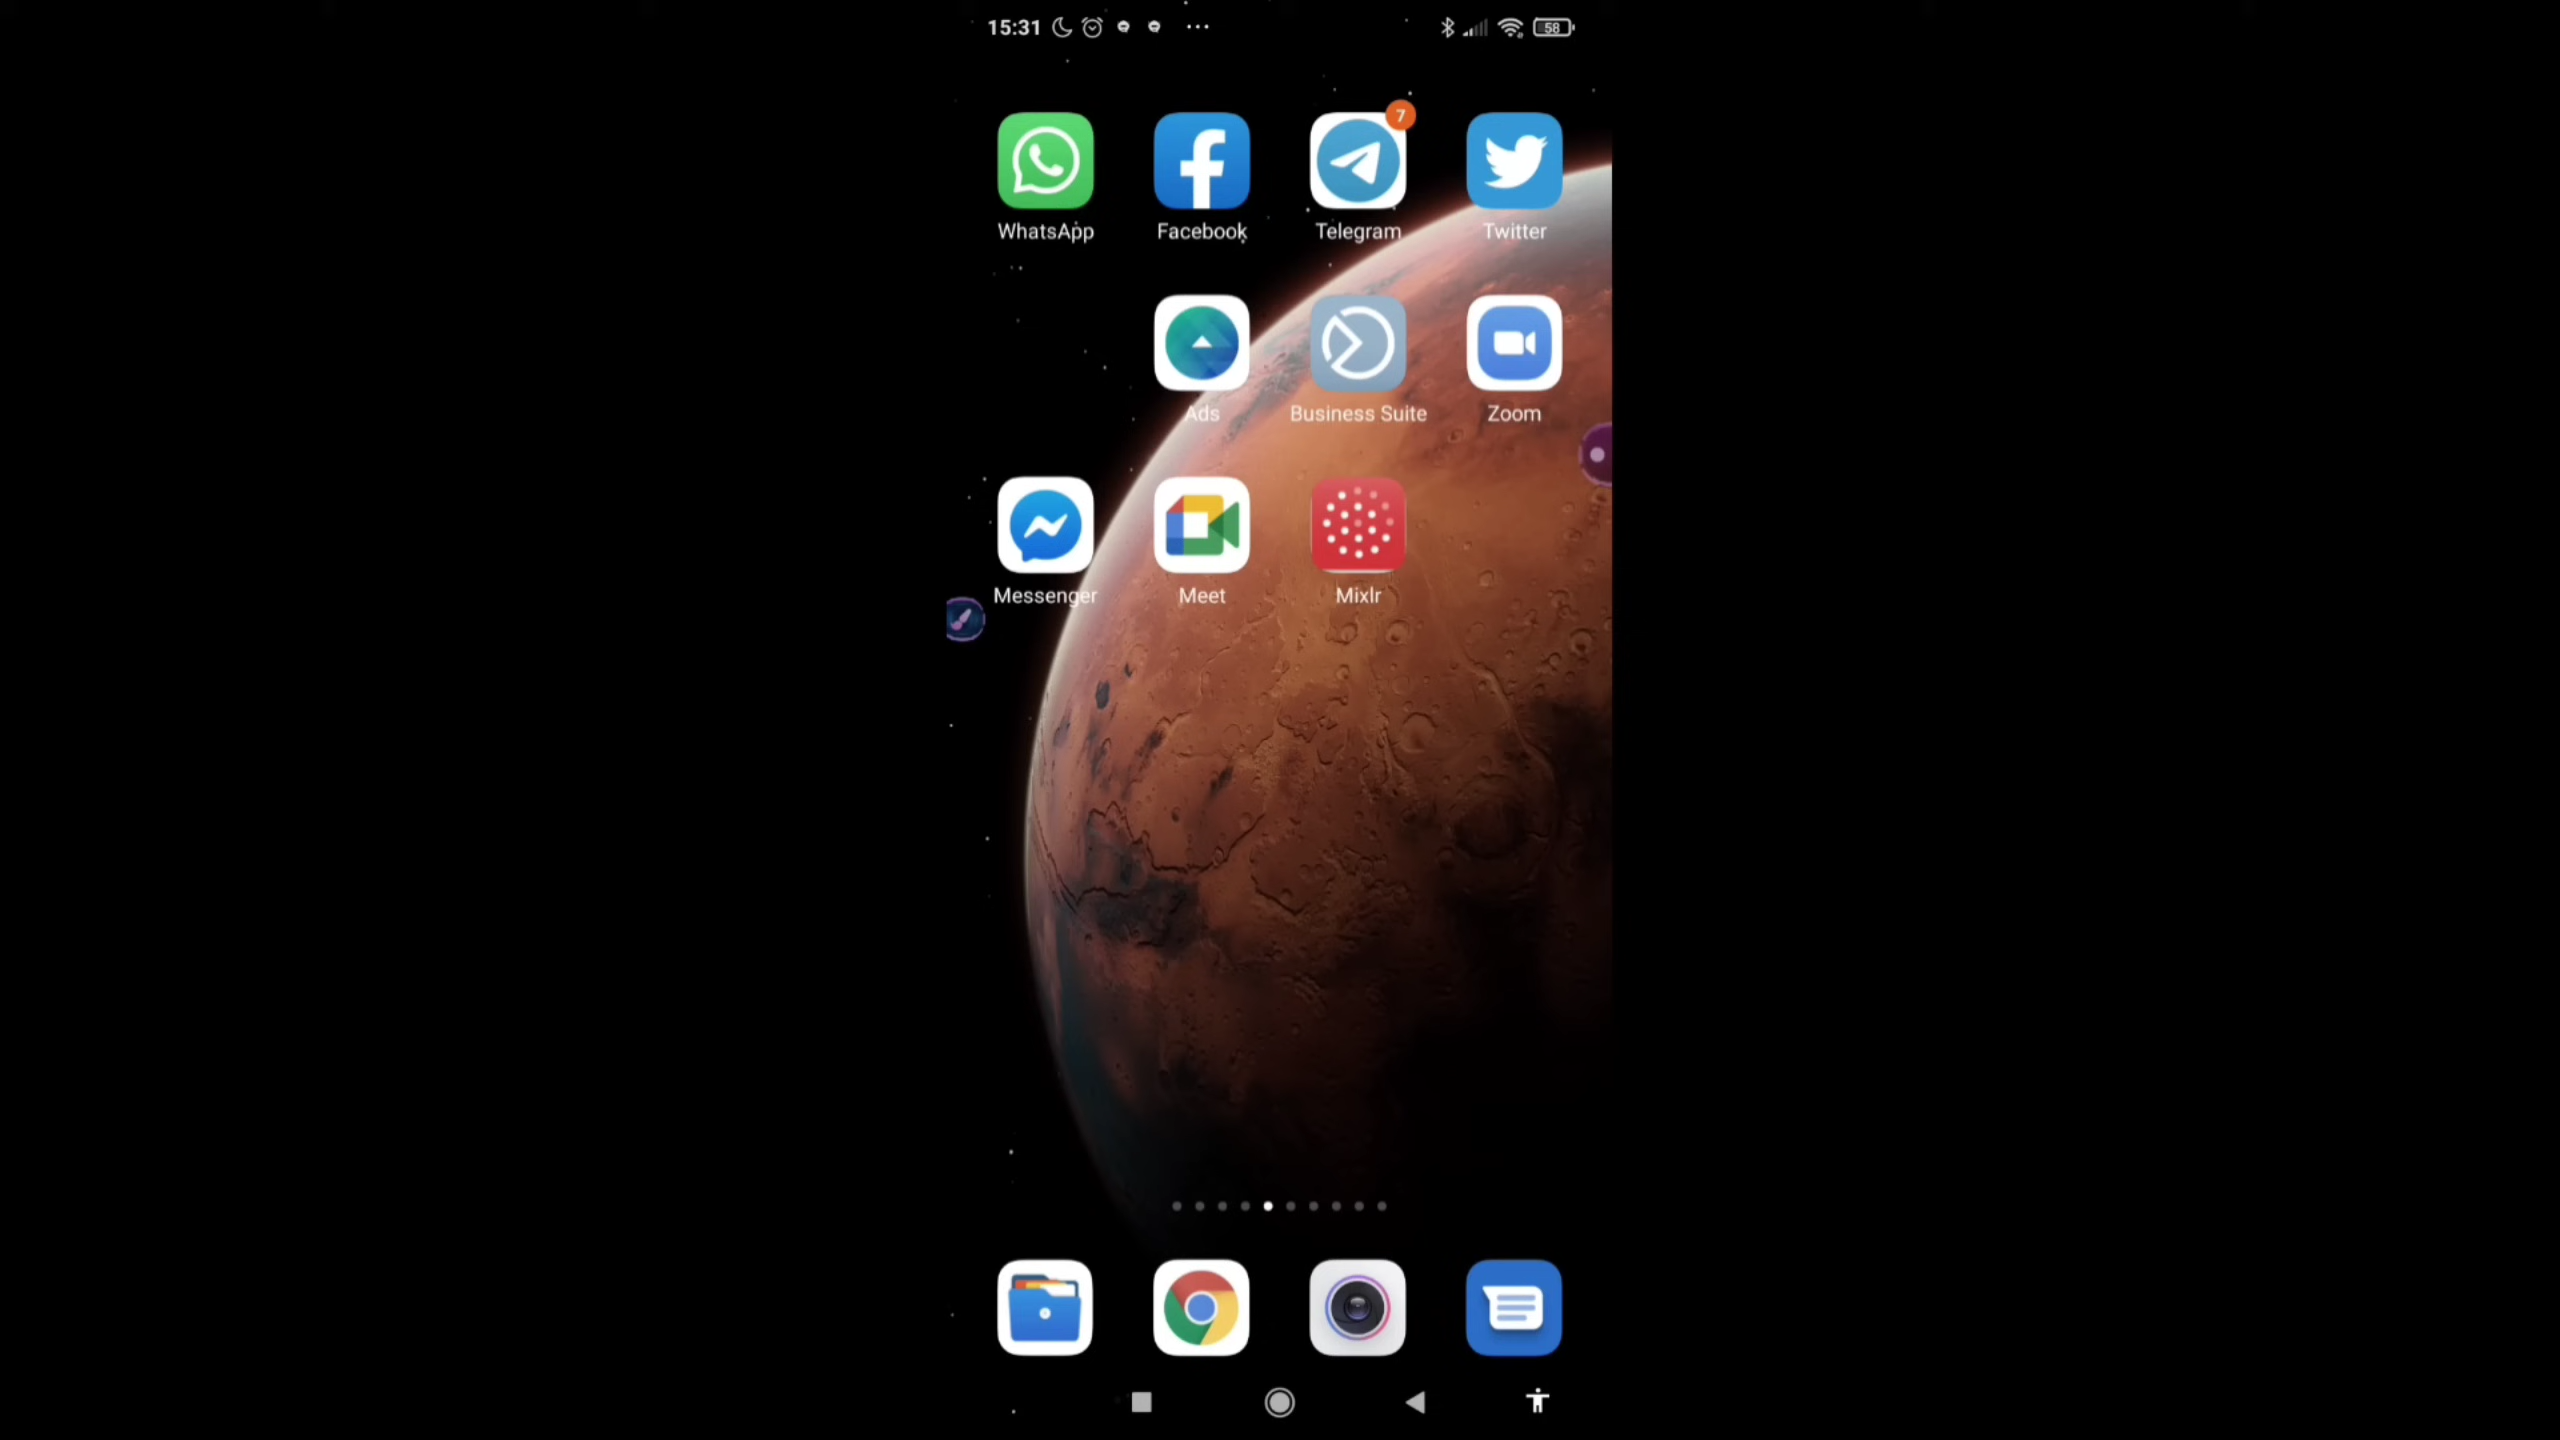 15:31 58
7
WhatsApp Facebook Telegram Twitter
Ads Business Suite Zoom
Messenger Meet Mixlr